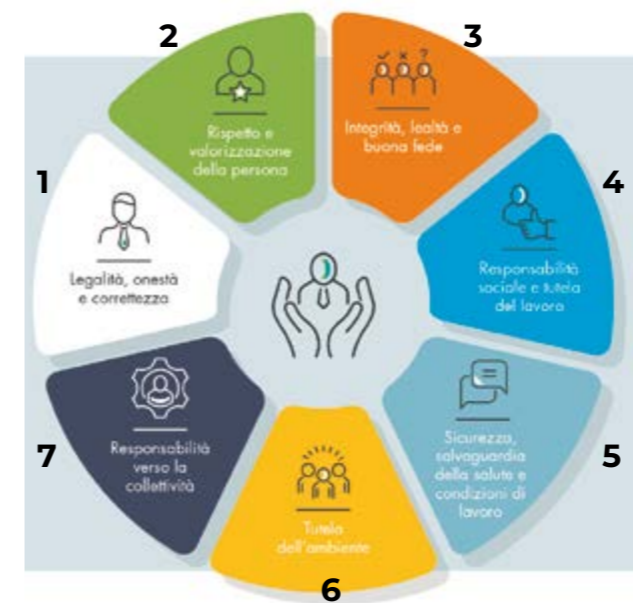 1
Legalità, onestà
e correttezza
2
Rispetto e
valorizzazione
della persona
3
Integrità, lealtà e
buona fede
4
Responsabilità
sociale e tutela
del lavoro
5
Sicurezza,
salvaguardia
della salute e
condizioni di
lavoro
6
Tutela
dell'ambiente
7
Responsabilità
verso la
collettività